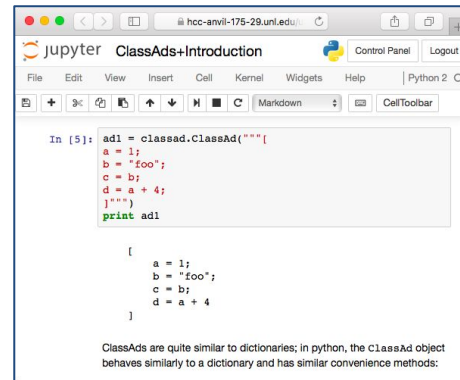 hcc-anvil-175-29.unl.edu
jupyter ClassAds+Introduction
Control Panel Logout
File Edit View Insert Cell Kernel Widgets Help Python 2
Markdown CellToolbar
In [5]: ad1 = classad.ClassAd("""[
a = 1;
b = "foo";
c = b;
d = a + 4;
]""")
print ad1
[
a = 1;
b = "foo";
c = b;
d = a + 4
]
ClassAds are quite similar to dictionaries; in python, the ClassAd object
behaves similarly to a dictionary and has similar convenience methods: